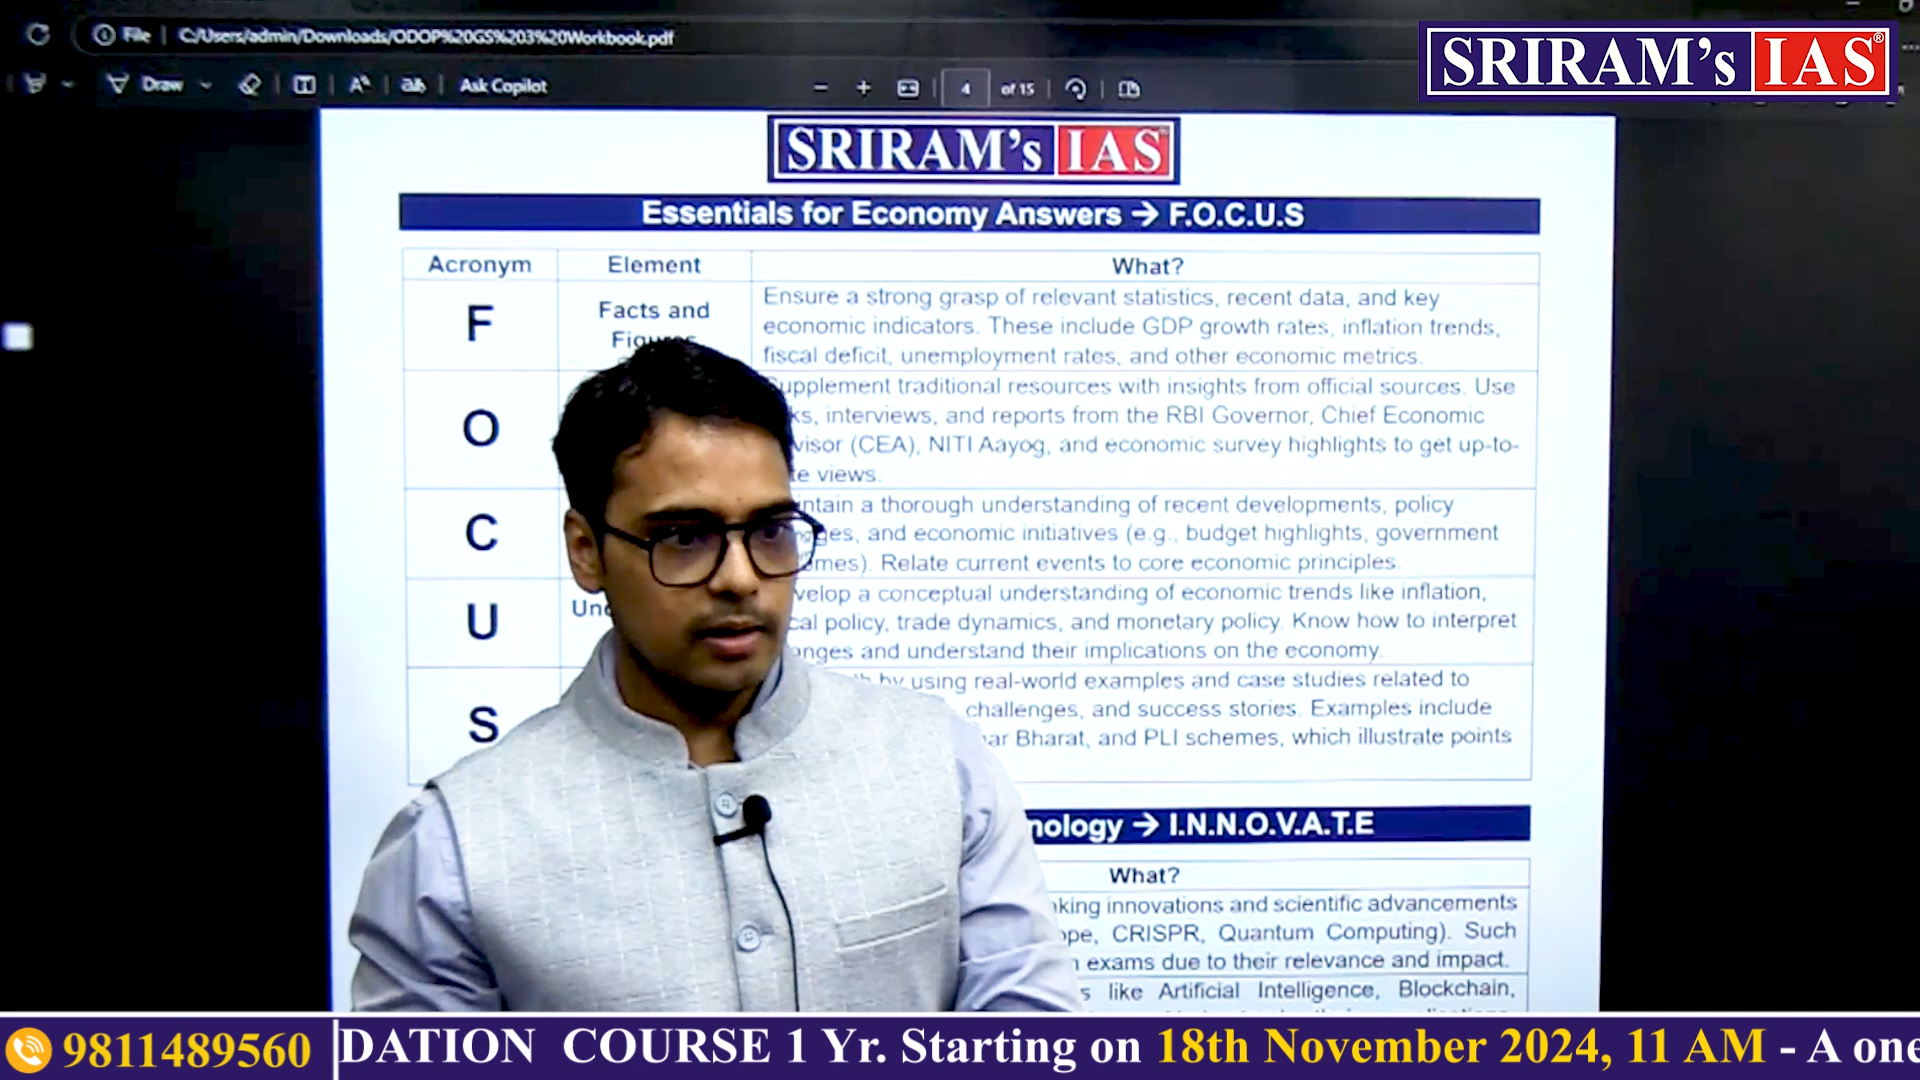 File | C:/Users/admin/Downloads/ODOP%20GS%203%20Workbook.pdf
SRIRAM's IAS®
Draw
Ask Copilot
4 of 15
SRIRAM's IAS
Essentials for Economy Answers → F.O.C.U.S
Acronym Element What?
F Facts and Figures
Ensure a strong grasp of relevant statistics, recent data, and key
economic indicators. These include GDP growth rates, inflation trends,
fiscal deficit, unemployment rates, and other economic metrics.
O
upplement traditional resources with insights from official sources. Use
ks, interviews, and reports from the RBI Governor, Chief Economic
visor (CEA), NITI Aayog, and economic survey highlights to get up-to-
te views.
C
ntain a thorough understanding of recent developments, policy
ges, and economic initiatives (e.g., budget highlights, government
mes). Relate current events to core economic principles.
U Und
velop a conceptual understanding of economic trends like inflation,
cal policy, trade dynamics, and monetary policy. Know how to interpret
anges and understand their implications on the economy.
S
by using real-world examples and case studies related to
challenges, and success stories. Examples include
ar Bharat, and PLI schemes, which illustrate points
nology → I.N.N.O.V.A.T.E
What?
king innovations and scientific advancements
ope, CRISPR, Quantum Computing). Such
exams due to their relevance and impact.
s like Artificial Intelligence, Blockchain,
9811489560 DATION COURSE 1 Yr. Starting on 18th November 2024, 11 AM - A one